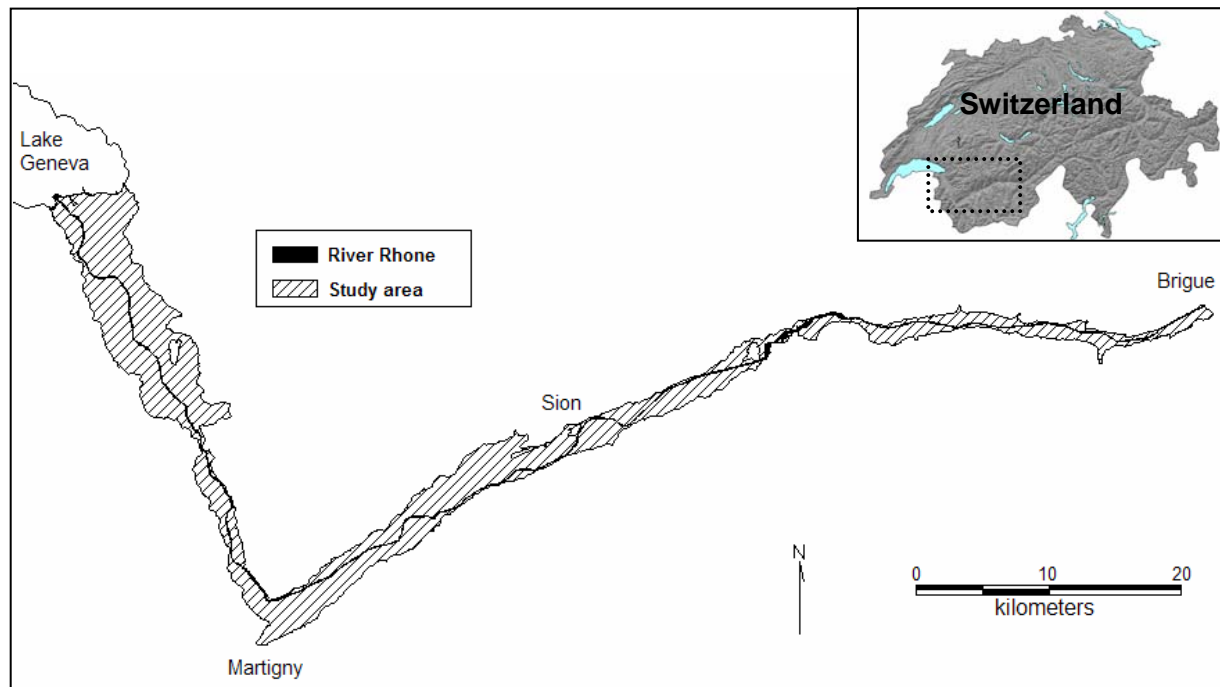 Switzerland
Lake
Geneva
River Rhone
Study area
Brigue
Sion
N
0 10 20
kilometers
Martigny